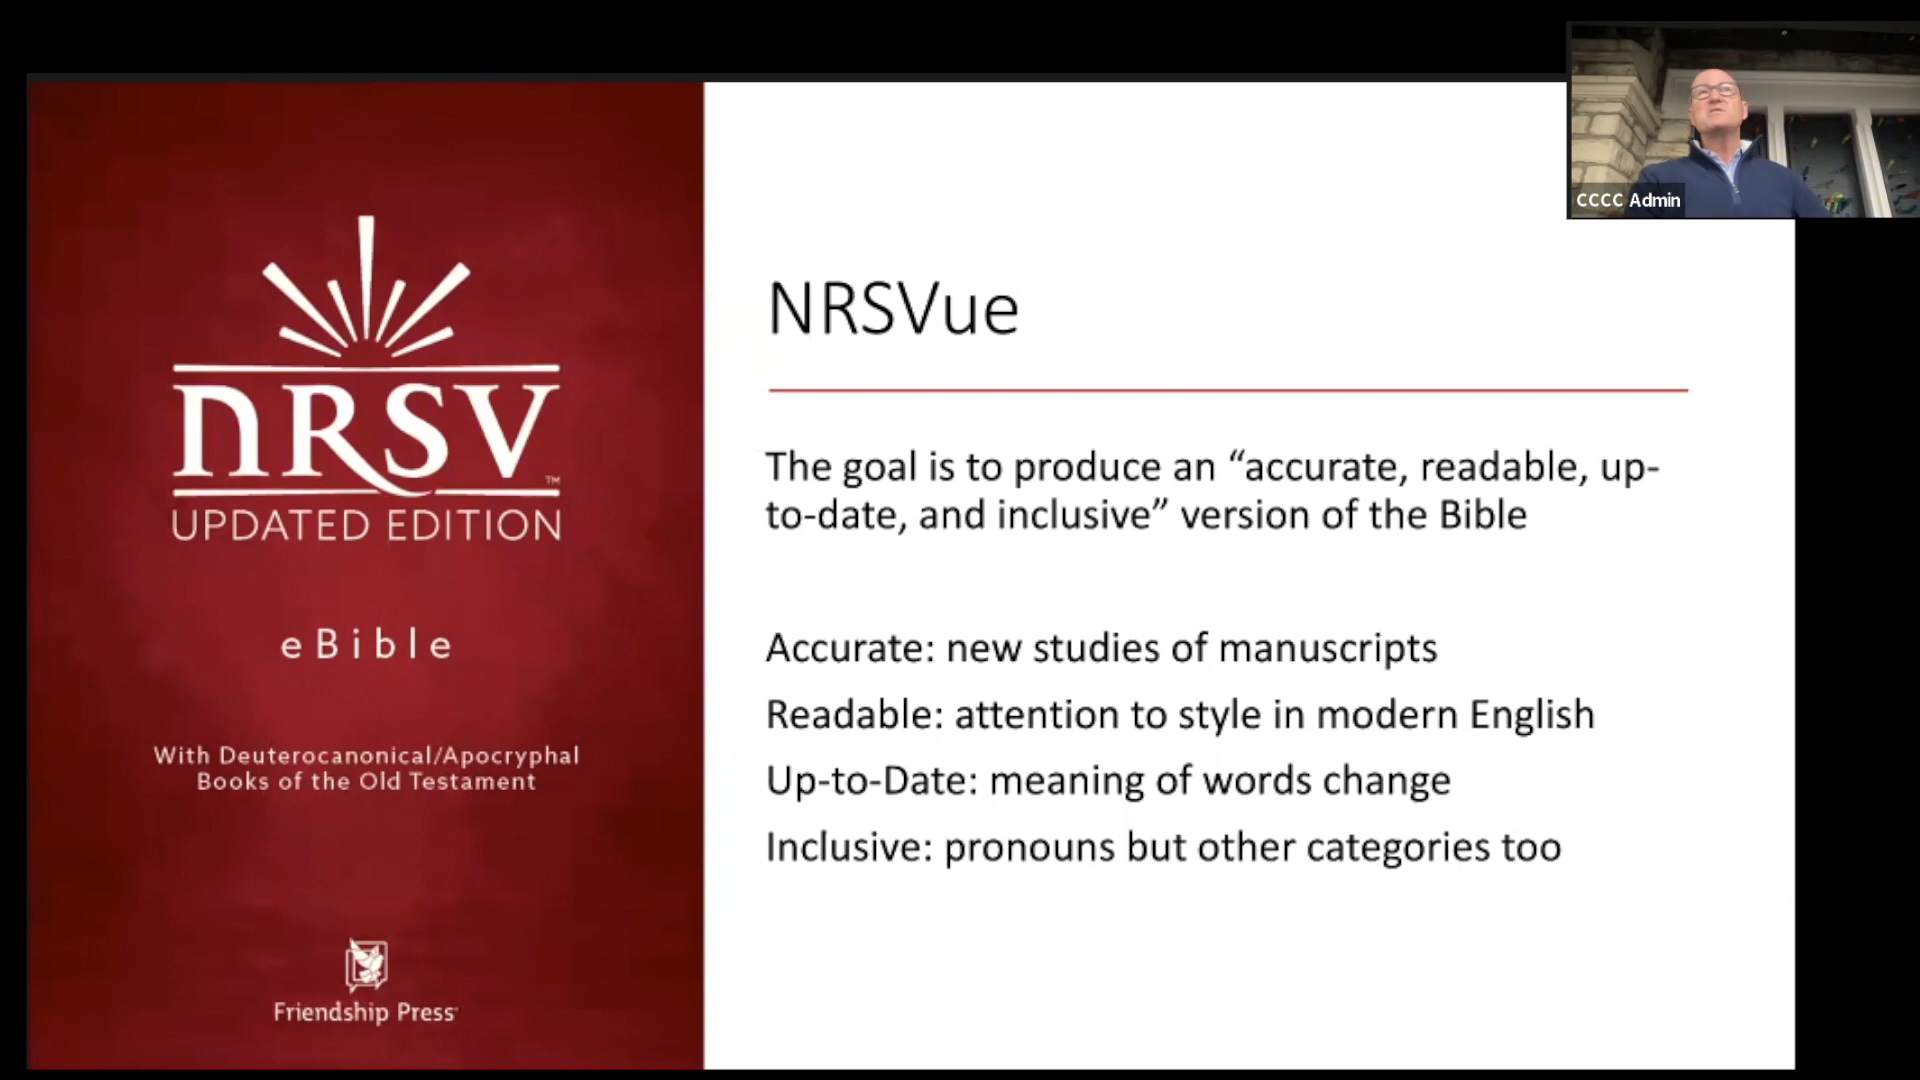 nRSV™
UPDATED EDITION
eBible
With Deuterocanonical/Apocryphal
Books of the Old Testament
Friendship Press
NRSVue
The goal is to produce an “accurate, readable, up-
to-date, and inclusive” version of the Bible
Accurate: new studies of manuscripts
Readable: attention to style in modern English
Up-to-Date: meaning of words change
Inclusive: pronouns but other categories too
CCCC Admin